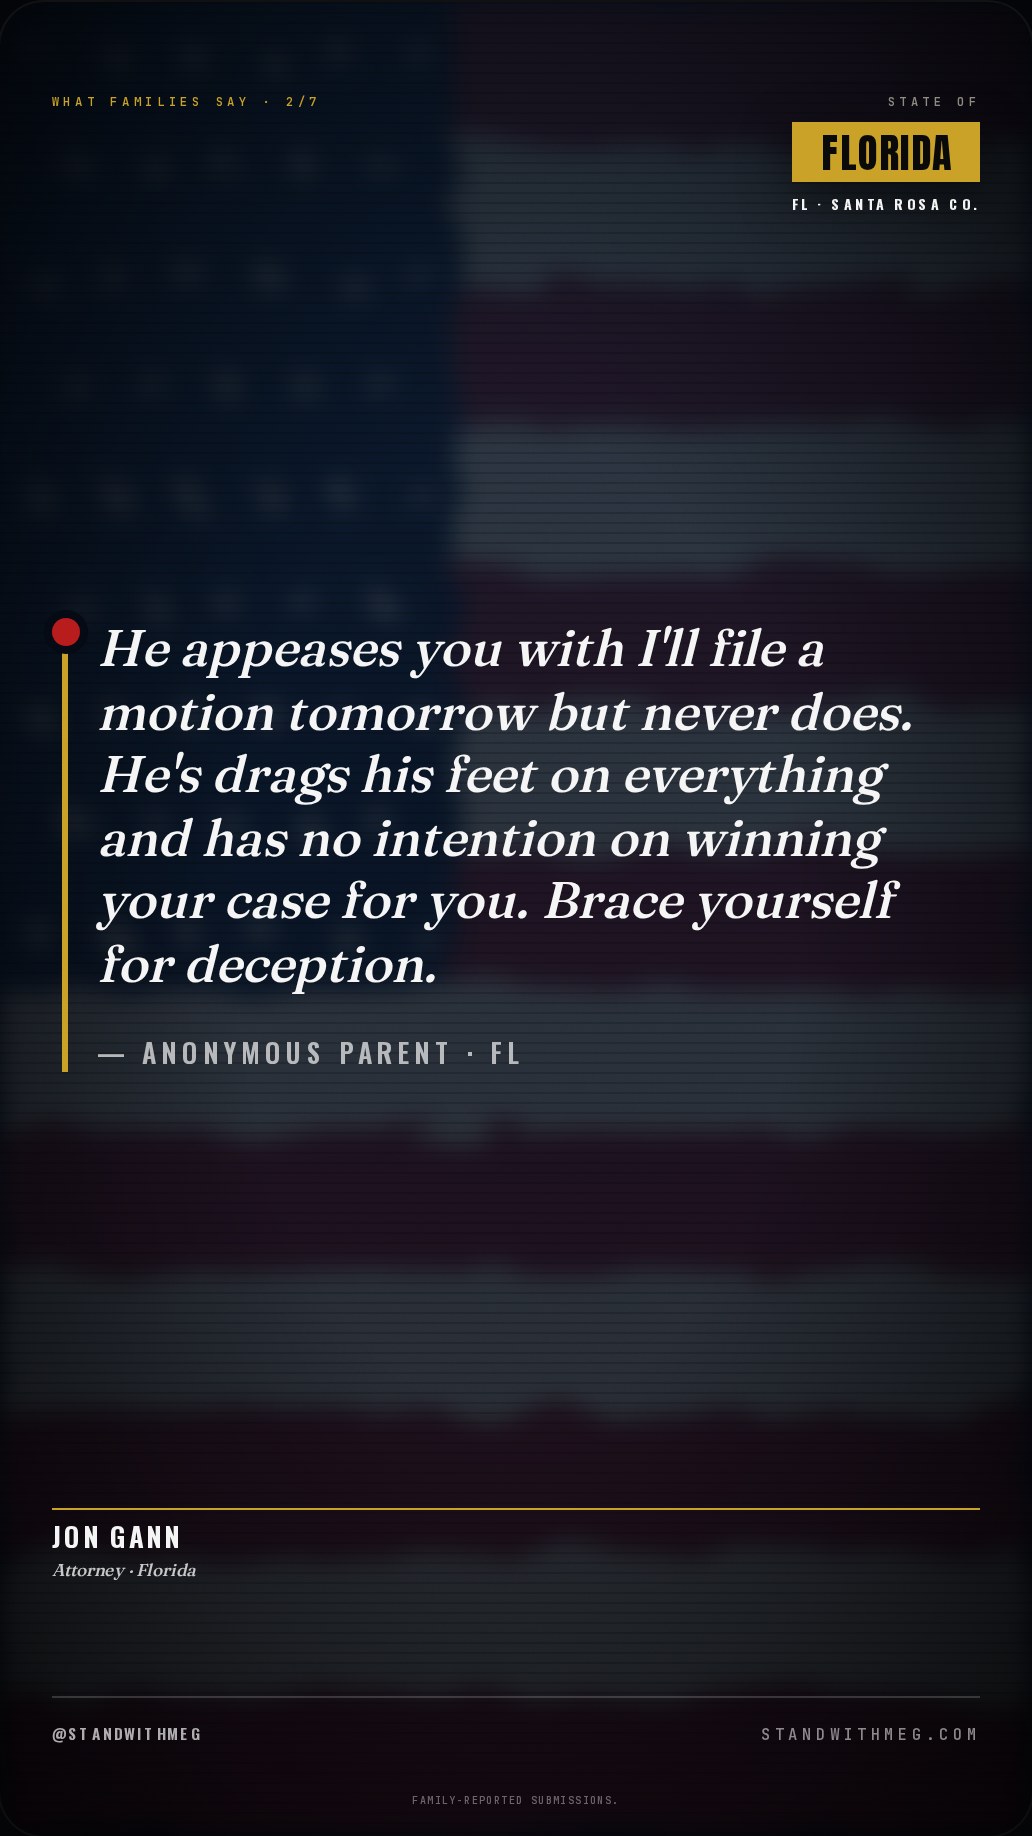 WHAT FAMILIES SAY · 2/7
STATE OF
FLORIDA
FL · SANTA ROSA CO.
He appeases you with I'll file a
motion tomorrow but never does.
He's drags his feet on everything
and has no intention on winning
your case for you. Brace yourself
for deception.
— ANONYMOUS PARENT · FL
JON GANN
Attorney · Florida
@STANDWITHMEG
STANDWITHMEG.COM
FAMILY-REPORTED SUBMISSIONS.